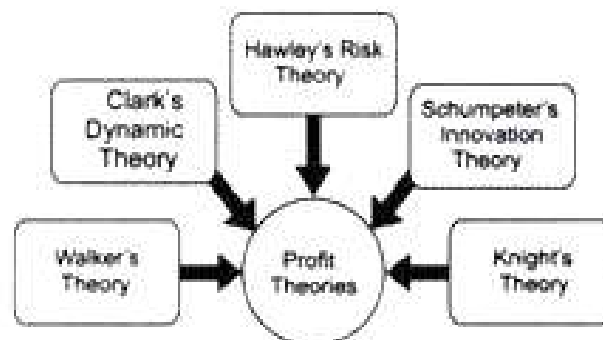 Hawley's Risk
Theory
Clark's
Dynamic
Theory
Schumpeter's
Innovation
Theory
Walker's
Theory
Profit
Theories
Knight's
Theory